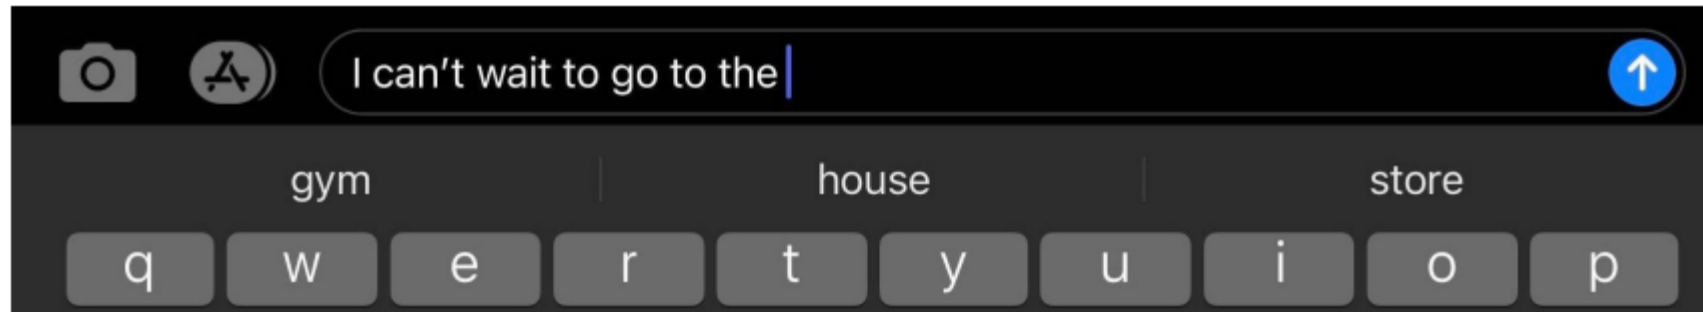 I can’t wait to go to the
gym house store
q w e r t y u i o p